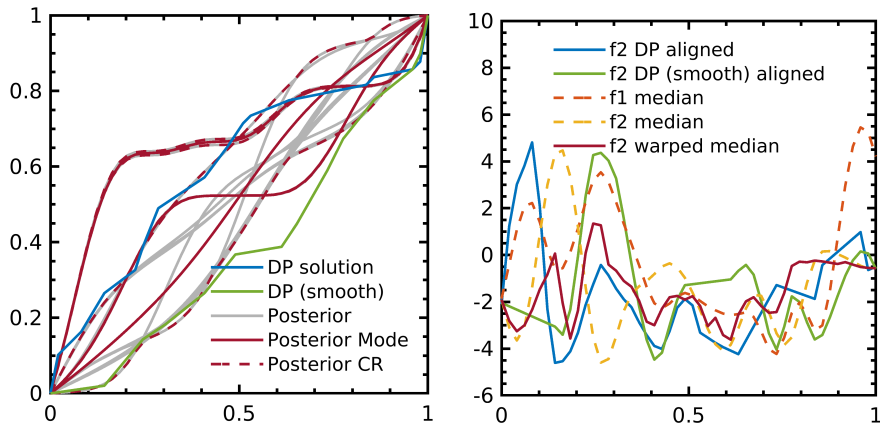 1
0.8
0.6
0.4
0.2
0
0
0.5
1
DP solution
DP (smooth)
Posterior
Posterior Mode
Posterior CR
10
8
6
4
2
0
-2
-4
-6
0
0.5
1
f2 DP aligned
f2 DP (smooth) aligned
f1 median
f2 median
f2 warped median